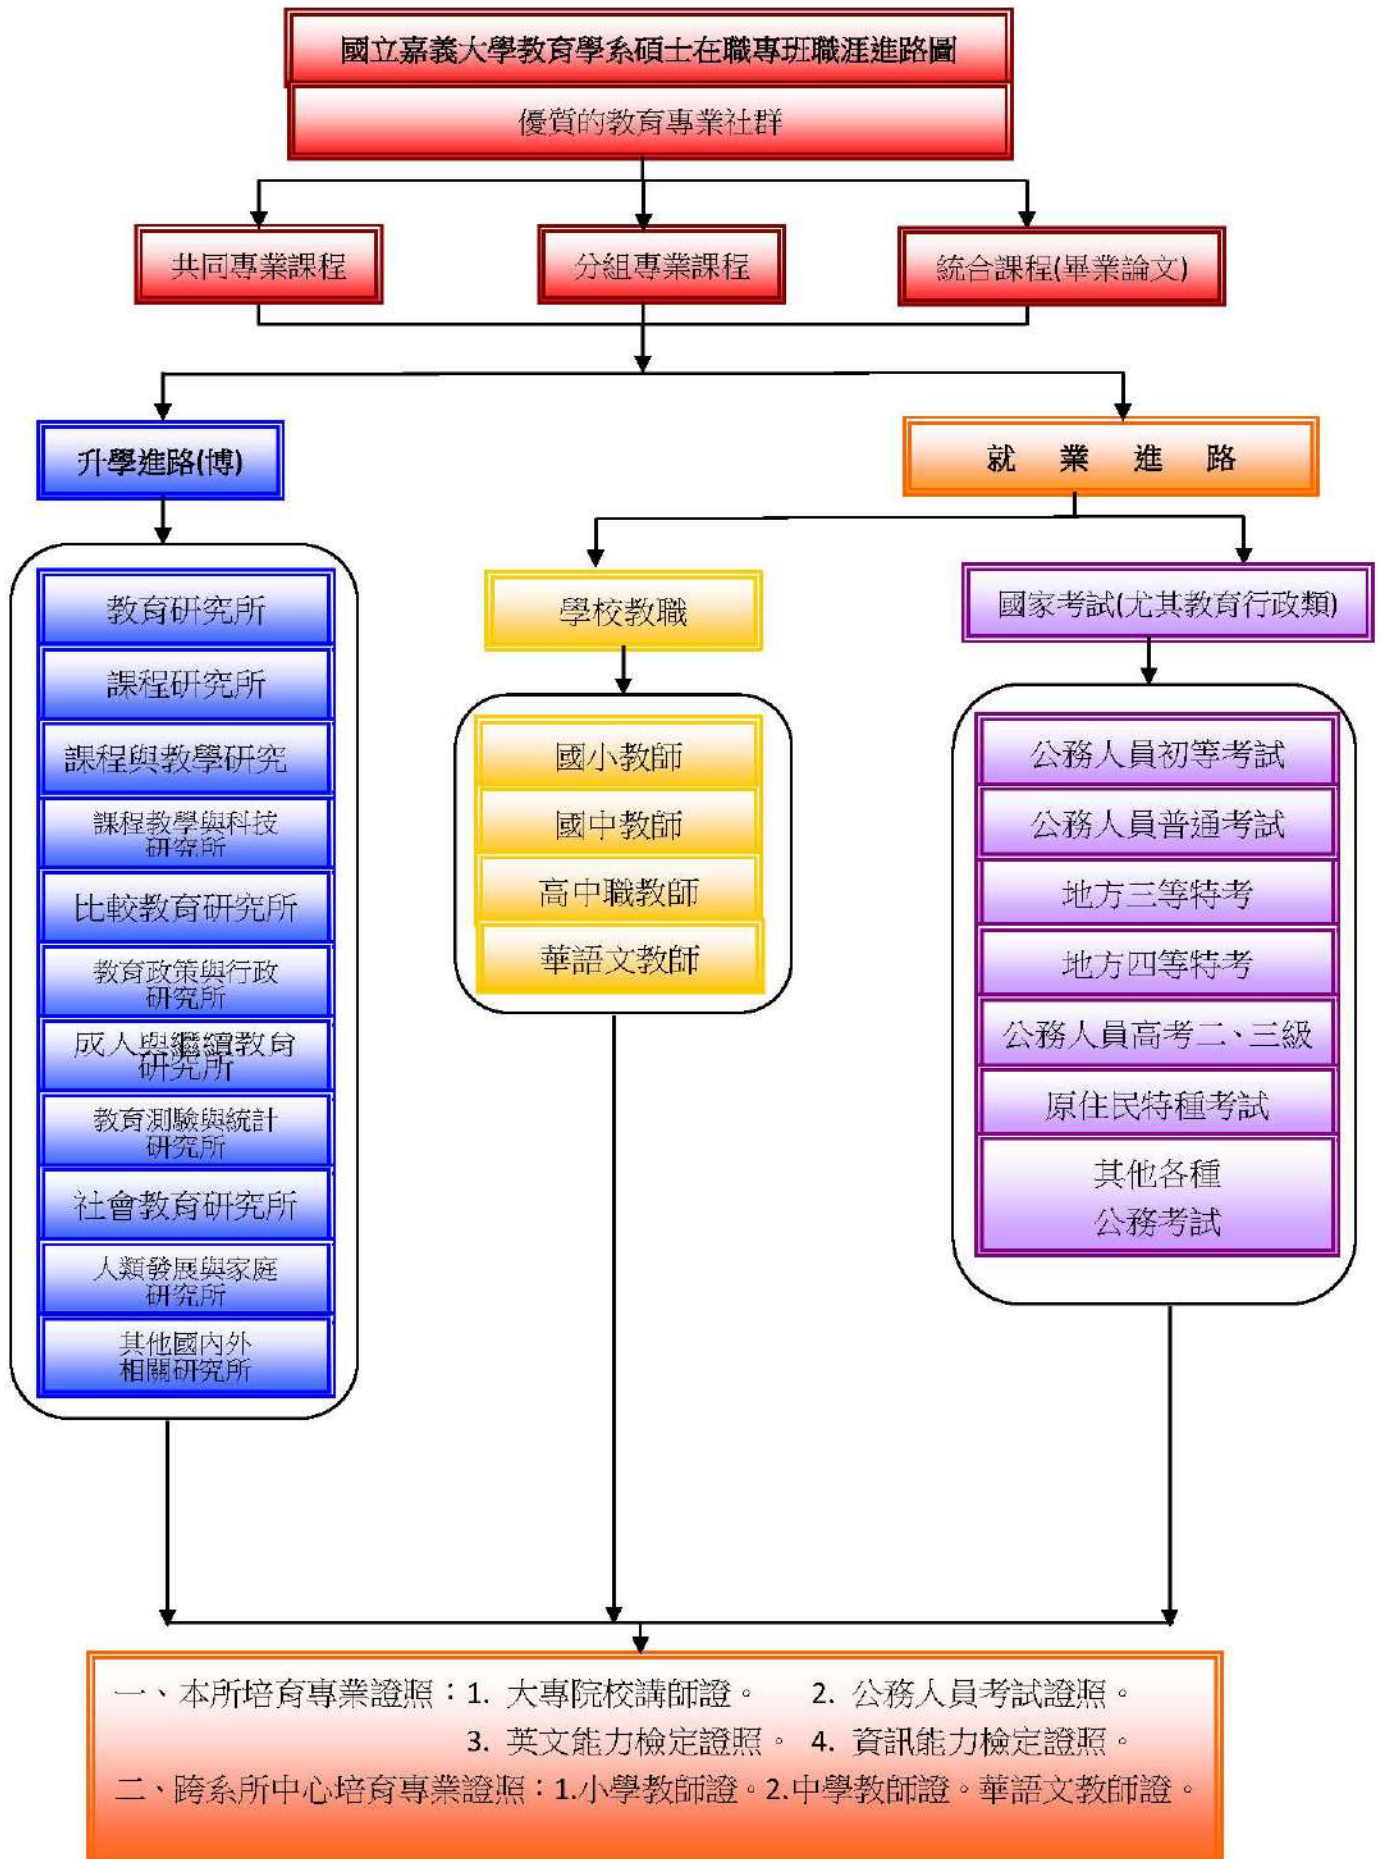 國立嘉義大學教育學系碩士在職專班職涯進路圖
優質的教育專業社群
共同專業課程
分組專業課程
統合課程(畢業論文)
升學進路(博)
就 業 進 路
教育研究所
課程研究所
課程與教學研究
課程教學與科技
研究所
比較教育研究所
教育政策與行政
研究所
成人與繼續教育
研究所
教育測驗與統計
研究所
社會教育研究所
人類發展與家庭
研究所
其他國內外
相關研究所
學校教職
國小教師
國中教師
高中職教師
華語文教師
國家考試(尤其教育行政類)
公務人員初等考試
公務人員普通考試
地方三等特考
地方四等特考
公務人員高考二、三級
原住民特種考試
其他各種
公務考試
一、本所培育專業證照：1. 大專院校講師證。 2. 公務人員考試證照。
3. 英文能力檢定證照。 4. 資訊能力檢定證照。
二、跨系所中心培育專業證照：1.小學教師證。2.中學教師證。華語文教師證。